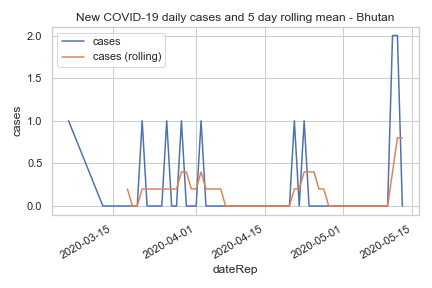 New COVID-19 daily cases and 5 day rolling mean - Bhutan
cases
cases (rolling)
2.0
1.5
1.0
0.5
0.0
cases
2020-03-15
2020-04-01
2020-04-15
2020-05-01
2020-05-15
dateRep